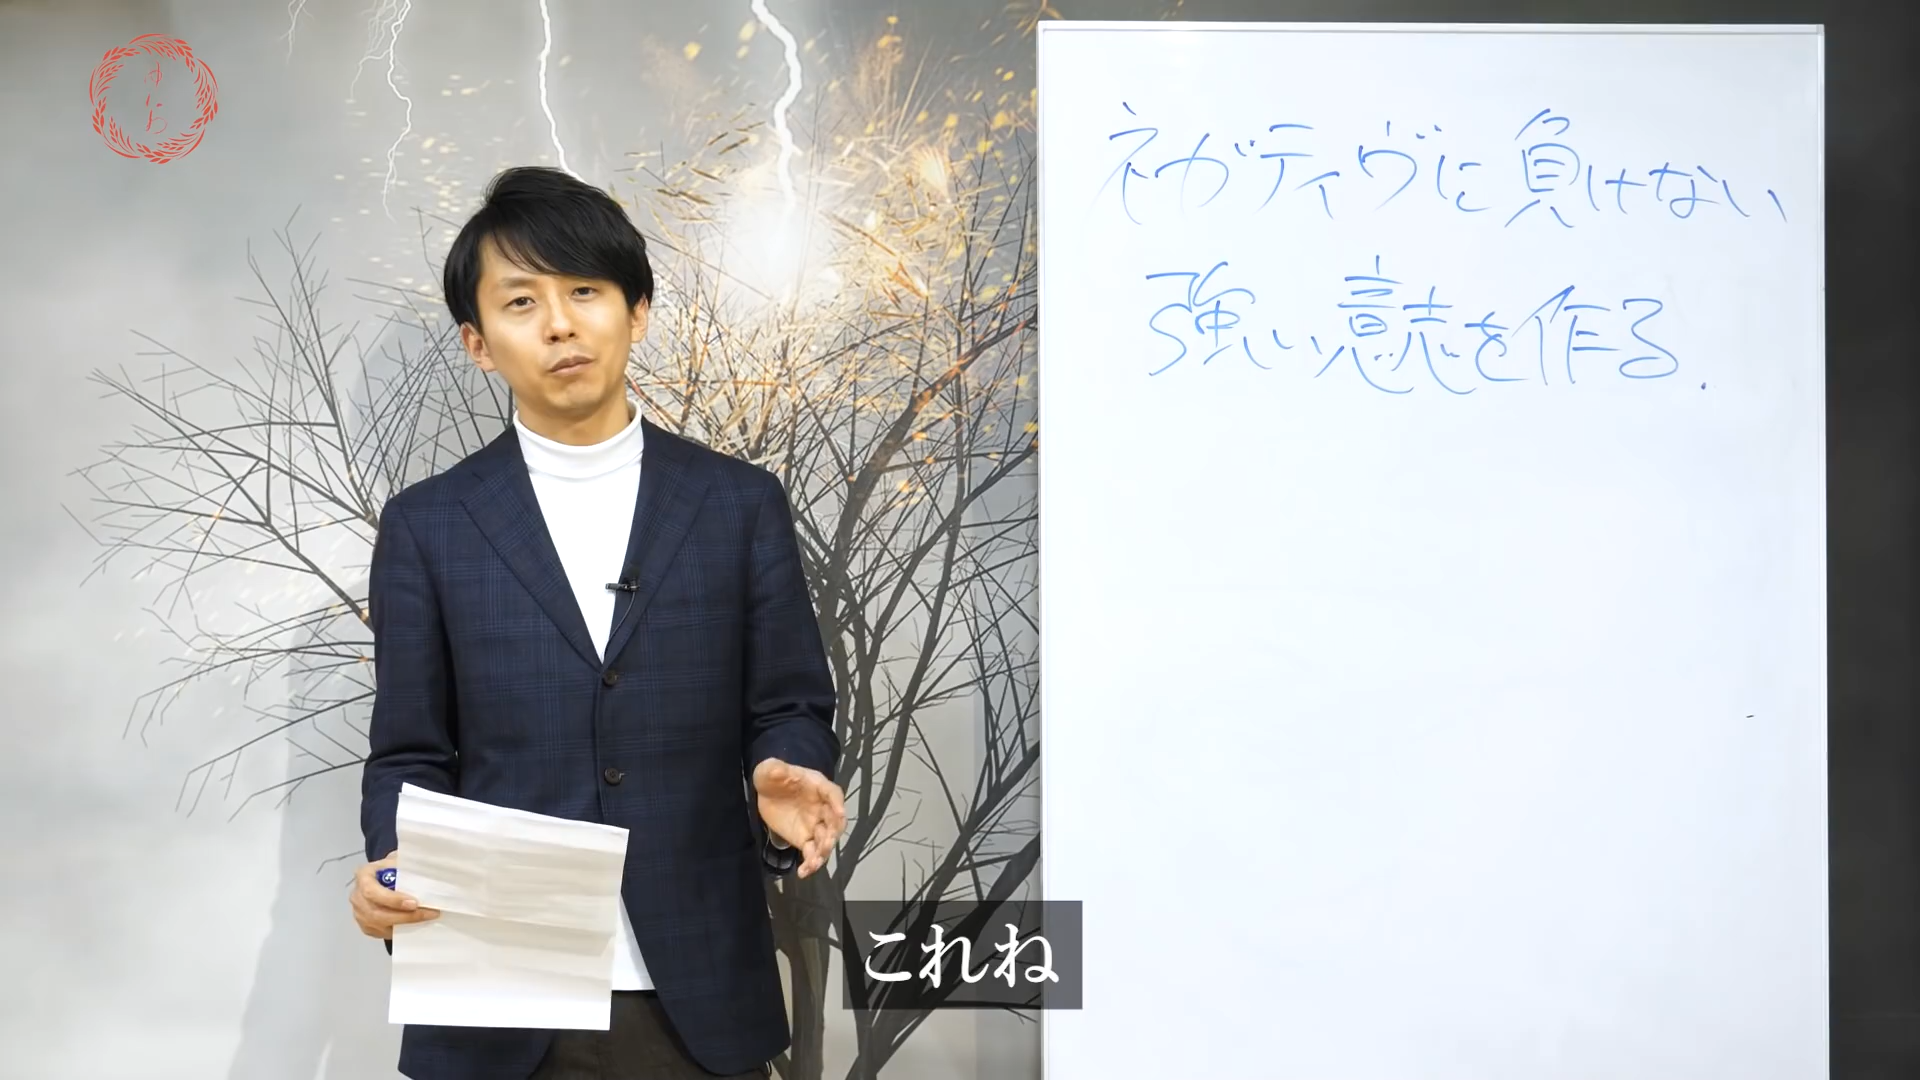 ネガティヴに負けない
強い意志を作る.
これね